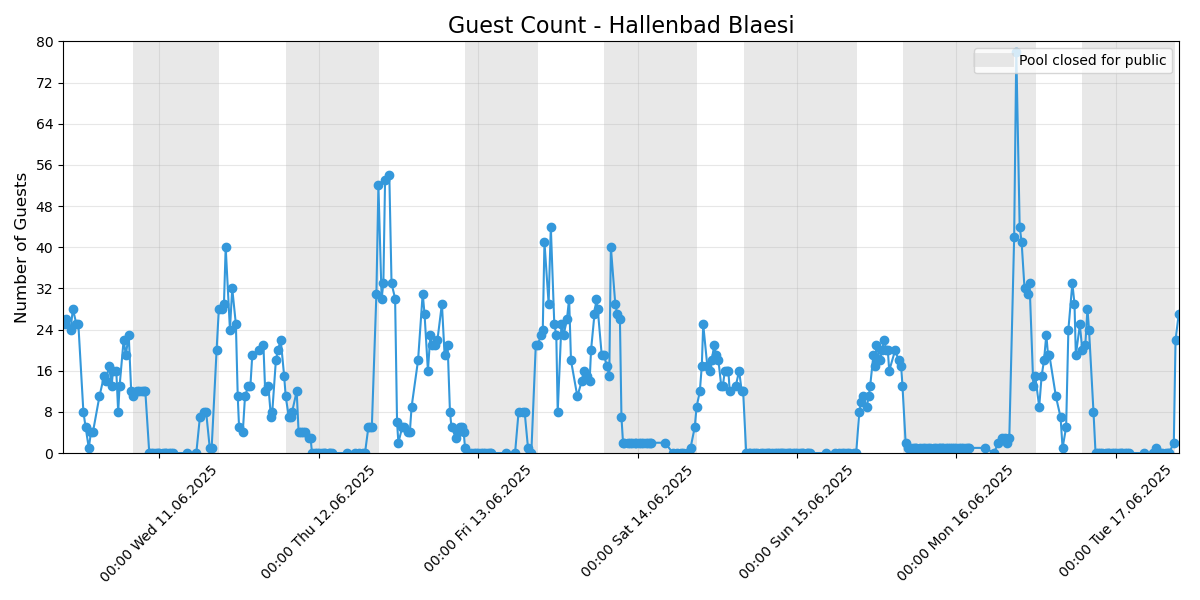 Guest Count - Hallenbad Blaesi
Number of Guests
80
72
64
56
48
40
32
24
16
8
0
Pool closed for public
00:00 Wed 11.06.2025
00:00 Thu 12.06.2025
00:00 Fri 13.06.2025
00:00 Sat 14.06.2025
00:00 Sun 15.06.2025
00:00 Mon 16.06.2025
00:00 Tue 17.06.2025